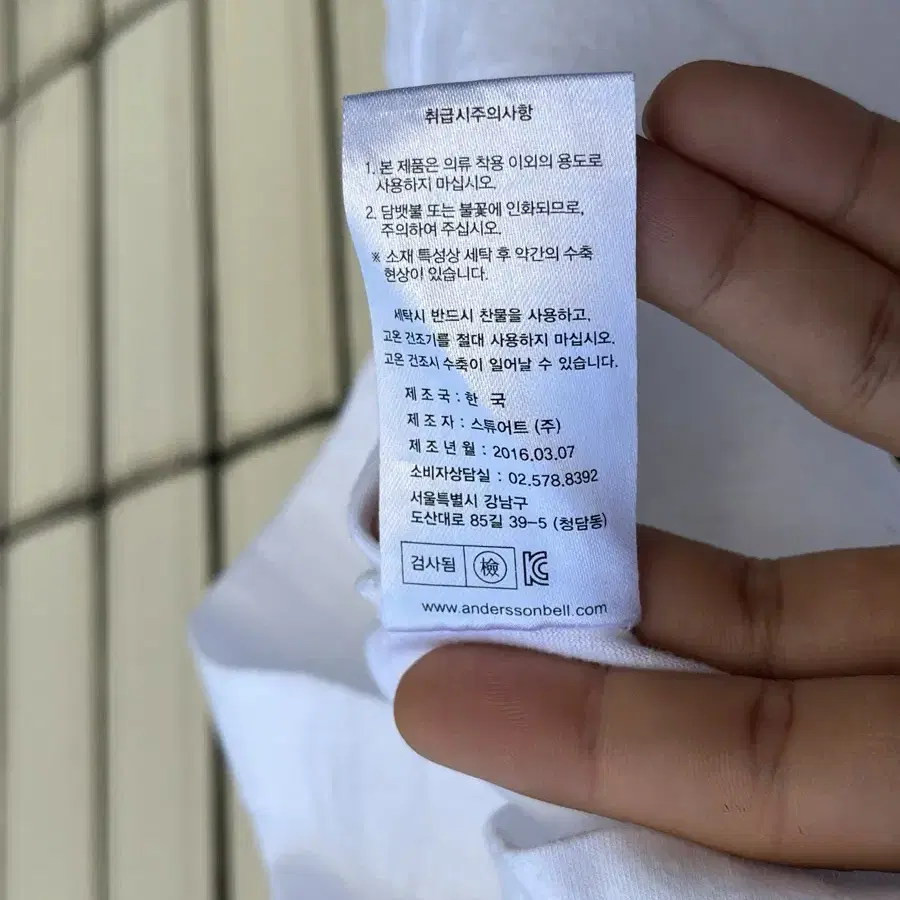 취급시주의사항
1. 본 제품은 의류 착용 이외의 용도로
사용하지 마십시오.
2. 담뱃불 또는 불꽃에 인화되므로,
주의하여 주십시오.
※ 소재 특성상 세탁 후 약간의 수축
현상이 있습니다.
세탁시 반드시 찬물을 사용하고,
고온 건조기를 절대 사용하지 마십시오.
고온 건조시 수축이 일어날 수 있습니다.
제 조 국 : 한 국
제 조 자 : 스튜어트 (주)
제 조 년 월 : 2016.03.07
소비자상담실 : 02.578.8392
서울특별시 강남구
도산대로 85길 39-5 (청담동)
검사됨 檢 KC
www.anderssonbell.com